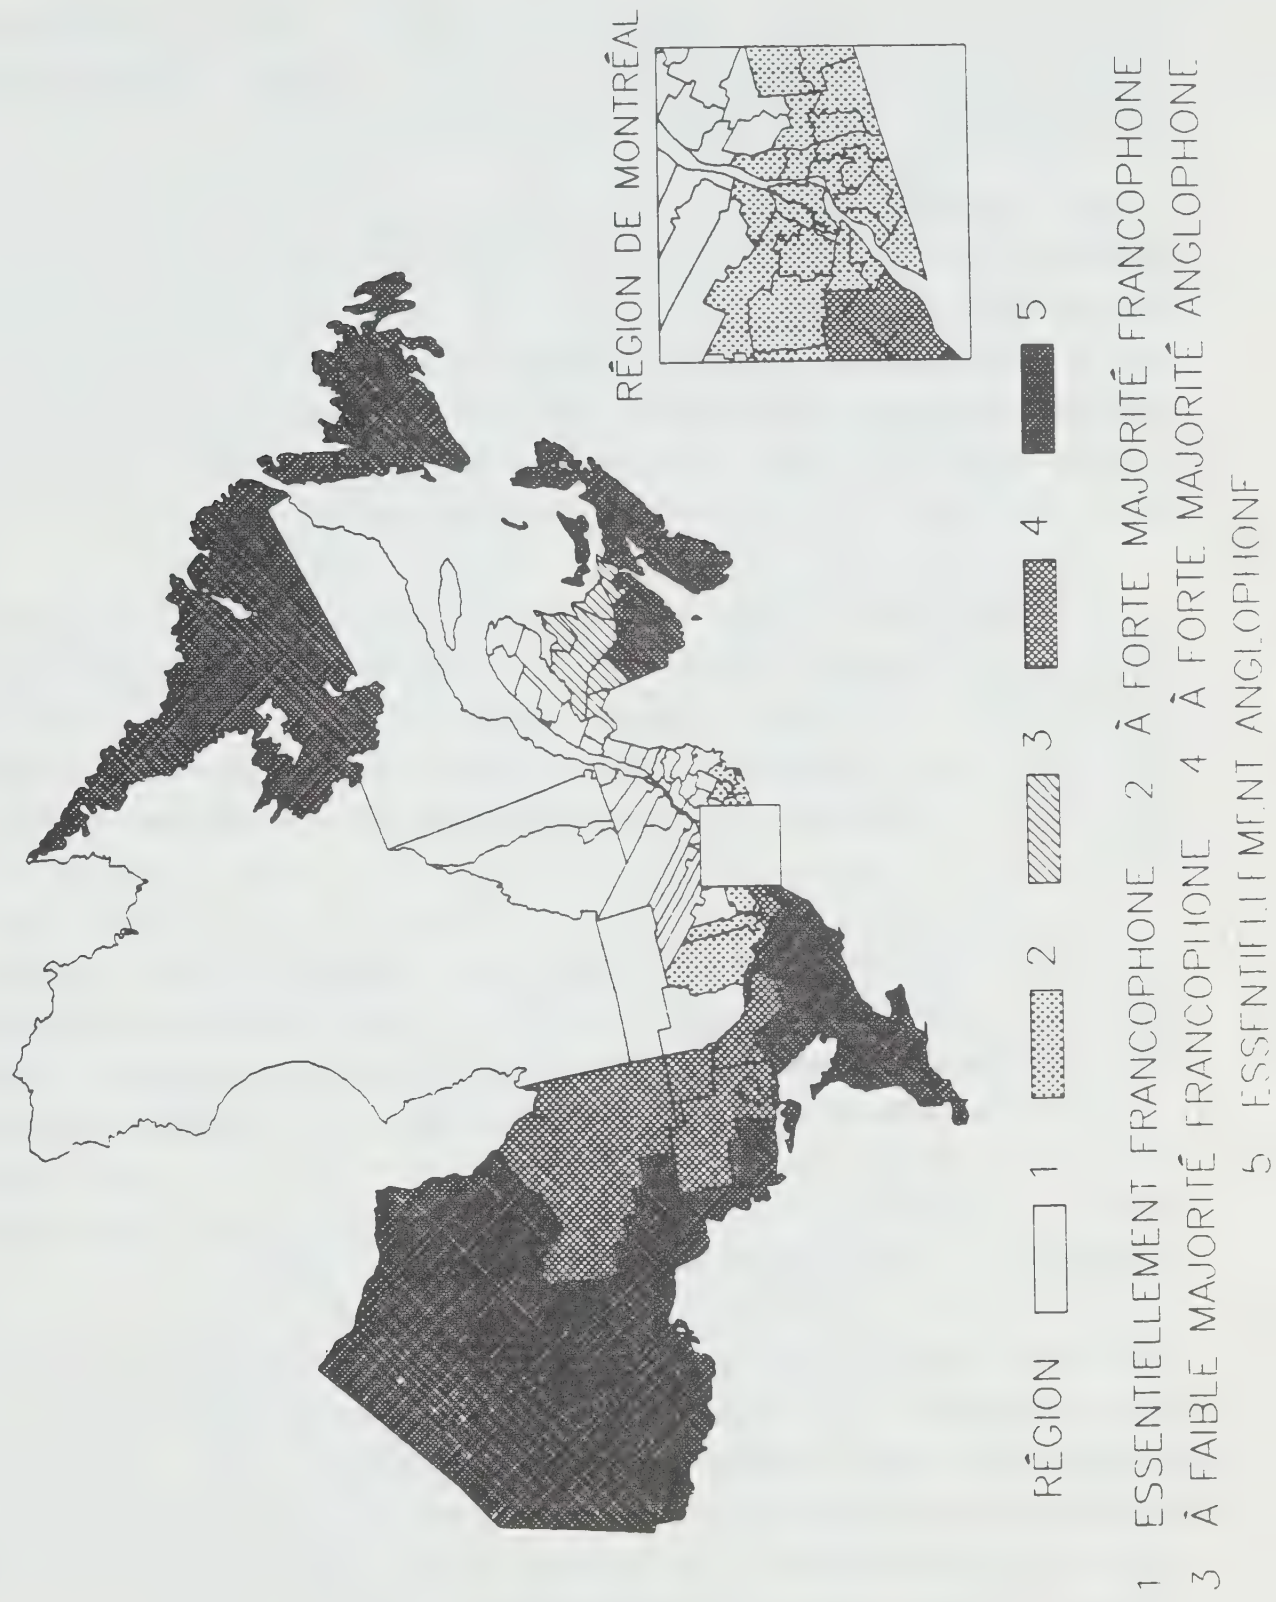 RÉGION DE MONTRÉAL
RÉGION 1 2 3 4 5
1 ESSENTIELLEMENT FRANCOPHONE 2 À FORTE MAJORITÉ FRANCOPHONE
3 À FAIBLE MAJORITÉ FRANCOPHONE 4 À FORTE MAJORITÉ ANGLOPHONE
5 ESSENTIELLEMENT ANGLOPHONE